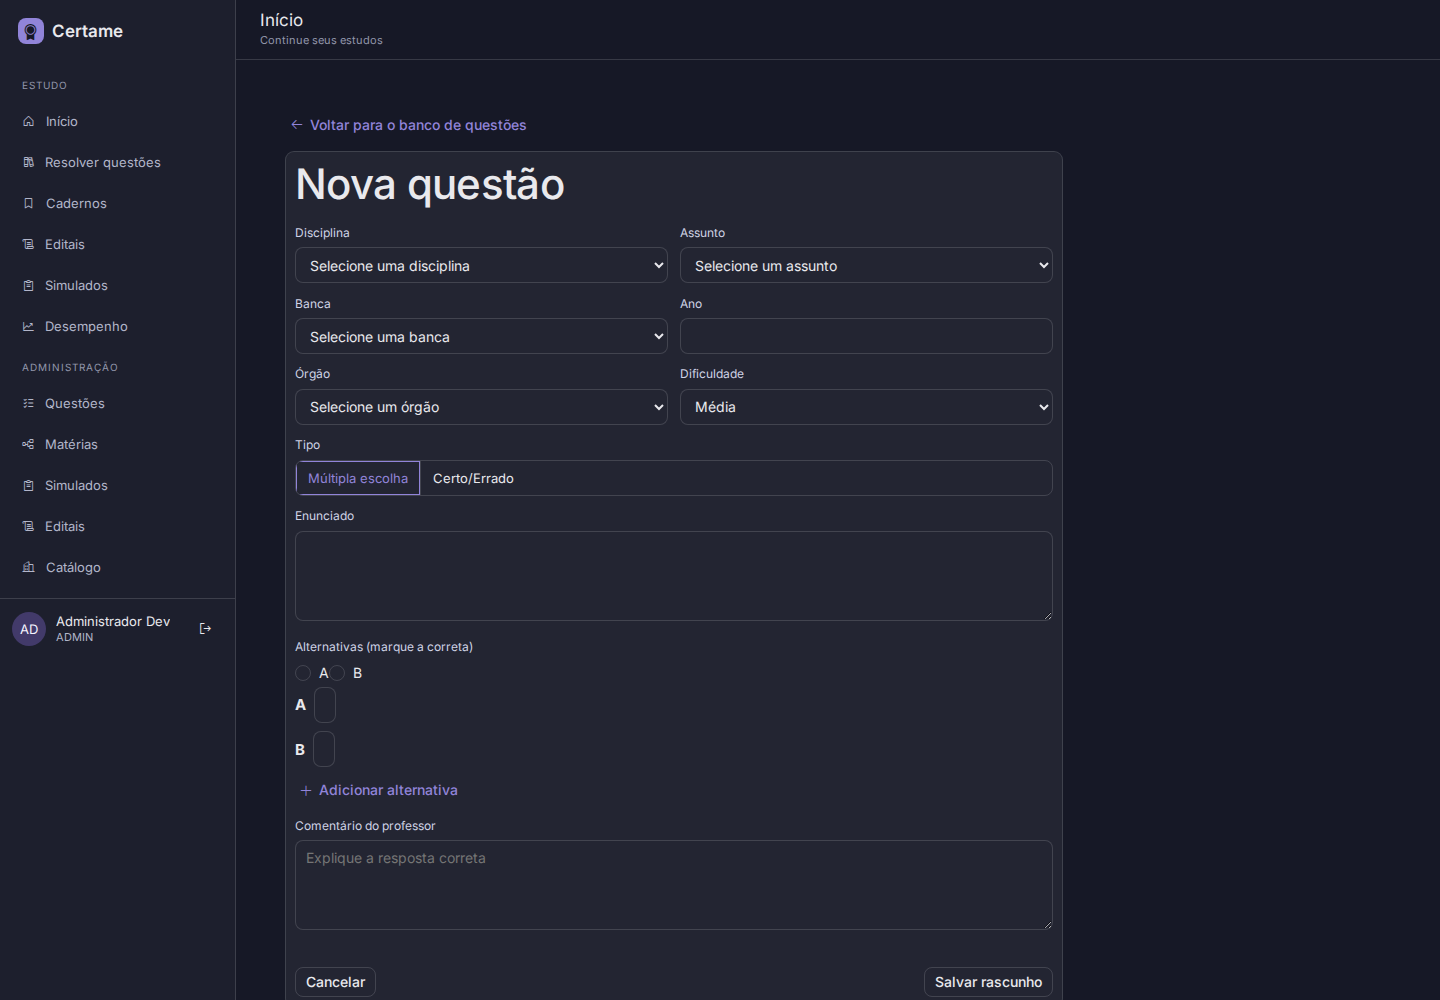 Certame
ESTUDO
Início
Resolver questões
Cadernos
Editais
Simulados
Desempenho
ADMINISTRAÇÃO
Questões
Matérias
Simulados
Editais
Catálogo
AD
Administrador Dev
ADMIN
Início
Continue seus estudos
Voltar para o banco de questões
Nova questão
Disciplina
Assunto
Selecione uma disciplina
Selecione um assunto
Banca
Ano
Selecione uma banca
Órgão
Dificuldade
Selecione um órgão
Média
Tipo
Múltipla escolha
Certo/Errado
Enunciado
Alternativas (marque a correta)
A B
A
B
Adicionar alternativa
Comentário do professor
Explique a resposta correta
Cancelar
Salvar rascunho